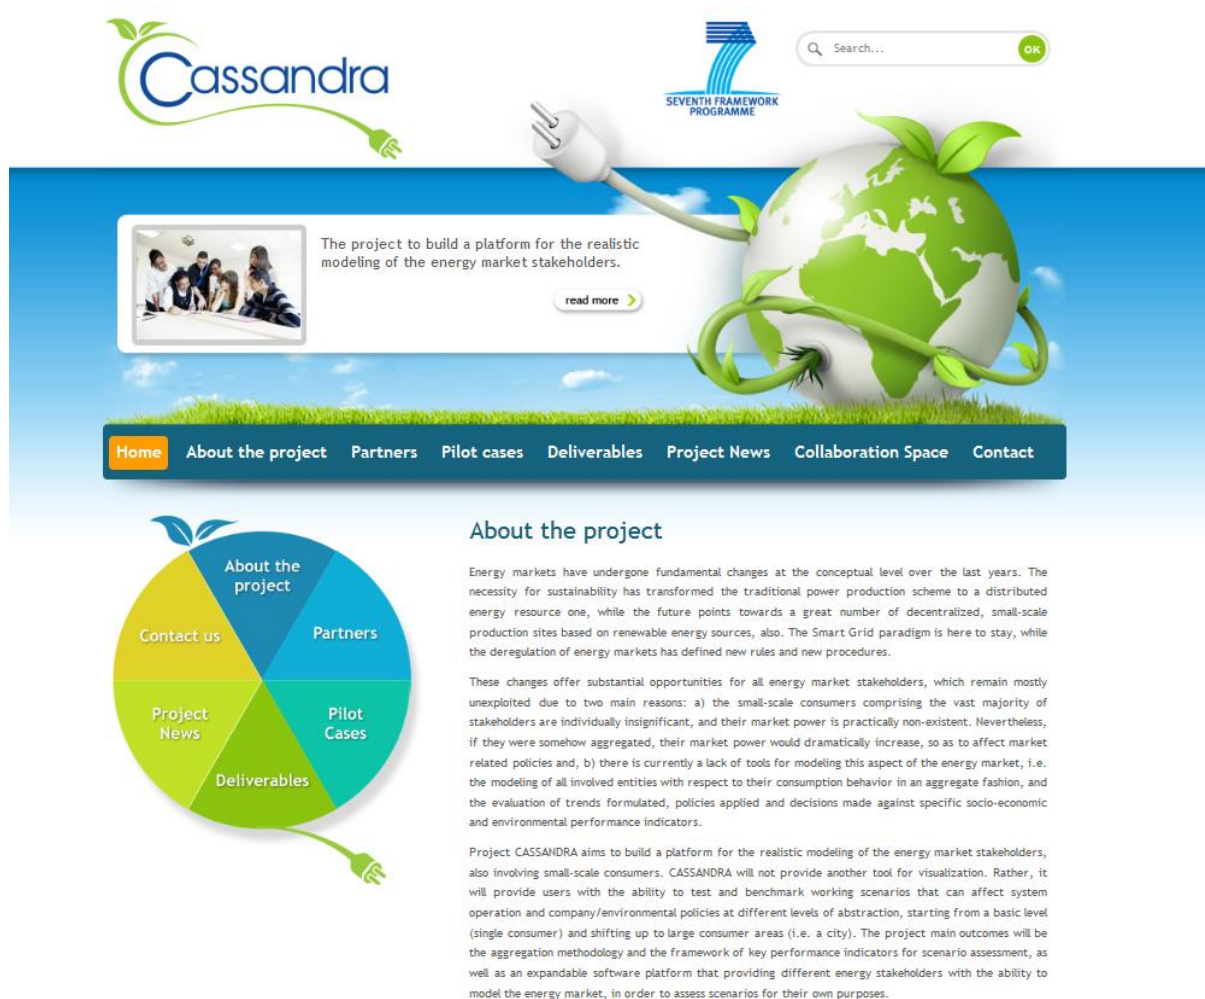 Cassandra
SEVENTH FRAMEWORK
PROGRAMME
Search...
OK
The project to build a platform for the realistic
modeling of the energy market stakeholders.
read more
Home About the project Partners Pilot cases Deliverables Project News Collaboration Space Contact
About the
project
Partners
Pilot
Cases
Deliverables
Project
News
Contact us
About the project
Energy markets have undergone fundamental changes at the conceptual level over the last years. The
necessity for sustainability has transformed the traditional power production scheme to a distributed
energy resource one, while the future points towards a great number of decentralized, small-scale
production sites based on renewable energy sources, also. The Smart Grid paradigm is here to stay, while
the deregulation of energy markets has defined new rules and new procedures.
These changes offer substantial opportunities for all energy market stakeholders, which remain mostly
unexploited due to two main reasons: a) the small-scale consumers comprising the vast majority of
stakeholders are individually insignificant, and their market power is practically non-existent. Nevertheless,
if they were somehow aggregated, their market power would dramatically increase, so as to affect market
related policies and, b) there is currently a lack of tools for modeling this aspect of the energy market, i.e.
the modeling of all involved entities with respect to their consumption behavior in an aggregate fashion, and
the evaluation of trends formulated, policies applied and decisions made against specific socio-economic
and environmental performance indicators.
Project CASSANDRA aims to build a platform for the realistic modeling of the energy market stakeholders,
also involving small-scale consumers. CASSANDRA will not provide another tool for visualization. Rather, it
will provide users with the ability to test and benchmark working scenarios that can affect system
operation and company/environmental policies at different levels of abstraction, starting from a basic level
(single consumer) and shifting up to large consumer areas (i.e. a city). The project main outcomes will be
the aggregation methodology and the framework of key performance indicators for scenario assessment, as
well as an expandable software platform that providing different energy stakeholders with the ability to
model the energy market, in order to assess scenarios for their own purposes.